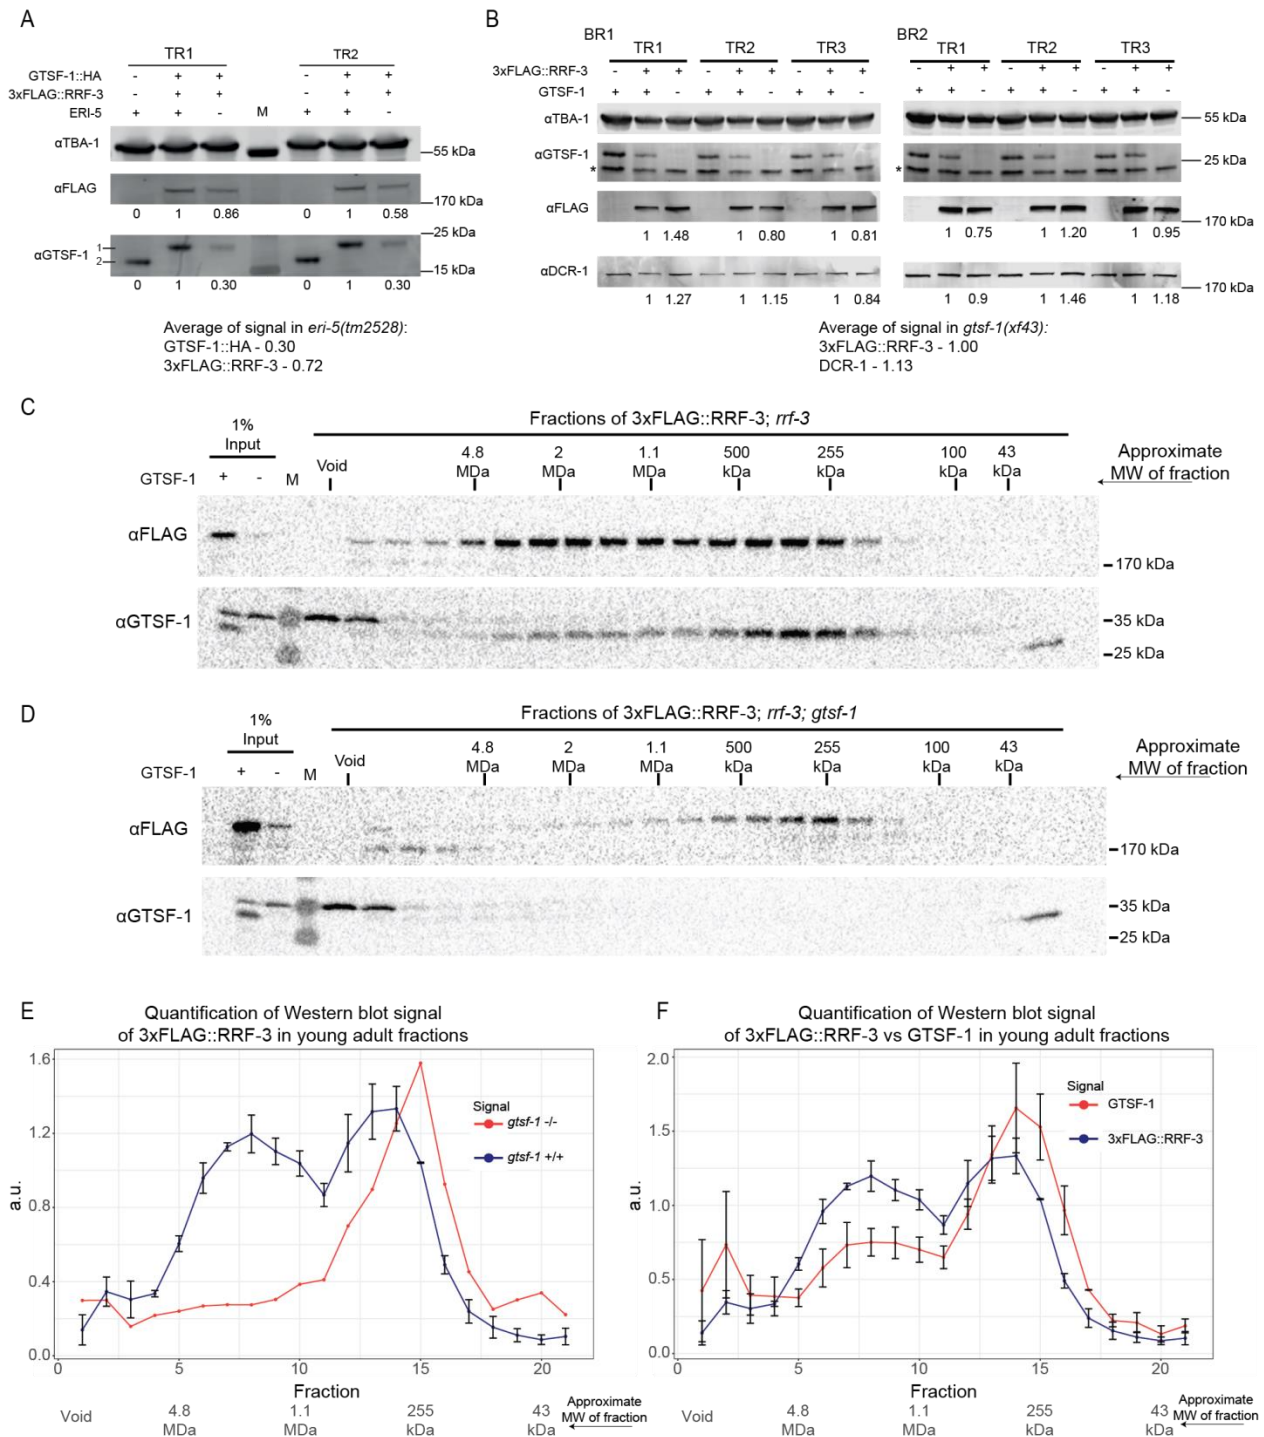 A
TR1 TR2
GTSF-1::HA - + + - + +
3xFLAG::RRF-3 - + + - + +
ERI-5 + + - M + + -
αTBA-1
55 kDa
αFLAG
170 kDa
0 1 0.86 0 1 0.58
25 kDa
1
αGTSF-1
2
15 kDa
0 1 0.30 0 1 0.30
Average of signal in eri-5(tm2528):
GTSF-1::HA - 0.30
3xFLAG::RRF-3 - 0.72
B
BR1 BR2
TR1 TR2 TR3 TR1 TR2 TR3
3xFLAG::RRF-3 - + + - + + - + + - + + - + + - + +
GTSF-1 + + - + + - + + - + + - + + - + + -
αTBA-1
55 kDa
αGTSF-1
25 kDa
* *
αFLAG
170 kDa
1 1.48 1 0.80 1 0.81 1 0.75 1 1.20 1 0.95
αDCR-1
170 kDa
1 1.27 1 1.15 1 0.84 1 0.9 1 1.46 1 1.18
Average of signal in gtsf-1(xf43):
3xFLAG::RRF-3 - 1.00
DCR-1 - 1.13
C
Fractions of 3xFLAG::RRF-3; rrf-3
1%
Input
4.8 2 1.1 500 255 100 43
Void MDa MDa MDa kDa kDa kDa kDa
Approximate
MW of fraction
GTSF-1 + - M
αFLAG
170 kDa
αGTSF-1
35 kDa
25 kDa
D
Fractions of 3xFLAG::RRF-3; rrf-3; gtsf-1
1%
Input
4.8 2 1.1 500 255 100 43
Void MDa MDa MDa kDa kDa kDa kDa
Approximate
MW of fraction
GTSF-1 + - M
αFLAG
170 kDa
αGTSF-1
35 kDa
25 kDa
E
Quantification of Western blot signal
of 3xFLAG::RRF-3 in young adult fractions
1.6
1.2
0.8
0.4
0.0
a.u.
Signal
gtsf-1 -/-
gtsf-1 +/+
0 5 10 15 20
Fraction
Void 4.8 1.1 255 43
MDa MDa kDa kDa
Approximate
MW of fraction
F
Quantification of Western blot signal
of 3xFLAG::RRF-3 vs GTSF-1 in young adult fractions
2.0
1.5
1.0
0.5
0.0
a.u.
Signal
GTSF-1
3xFLAG::RRF-3
0 5 10 15 20
Fraction
Void 4.8 1.1 255 43
MDa MDa kDa kDa
Approximate
MW of fraction